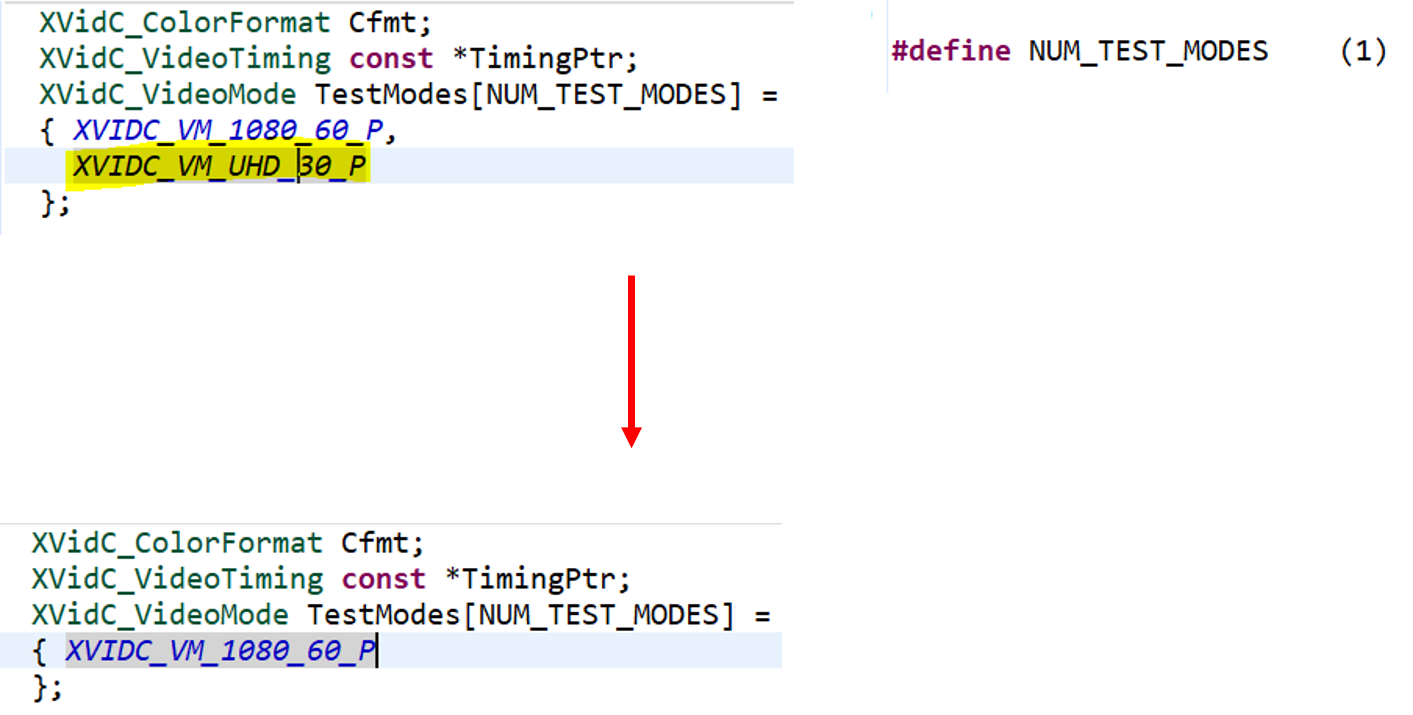 XVidC_ColorFormat Cfmt;
XVidC_VideoTiming const *TimingPtr;
XVidC_VideoMode TestModes[NUM_TEST_MODES] =
{ XVIDC_VM_1080_60_P,
XVIDC_VM_UHD_30_P
};
#define NUM_TEST_MODES (1)
XVidC_ColorFormat Cfmt;
XVidC_VideoTiming const *TimingPtr;
XVidC_VideoMode TestModes[NUM_TEST_MODES] =
{ XVIDC_VM_1080_60_P
};